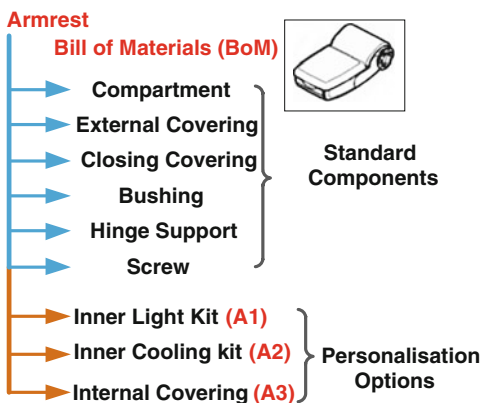 Armrest
Bill of Materials (BoM)
Compartment
External Covering
Closing Covering
Bushing
Hinge Support
Screw
Standard
Components
Inner Light Kit (A1)
Inner Cooling kit (A2)
Internal Covering (A3)
Personalisation
Options